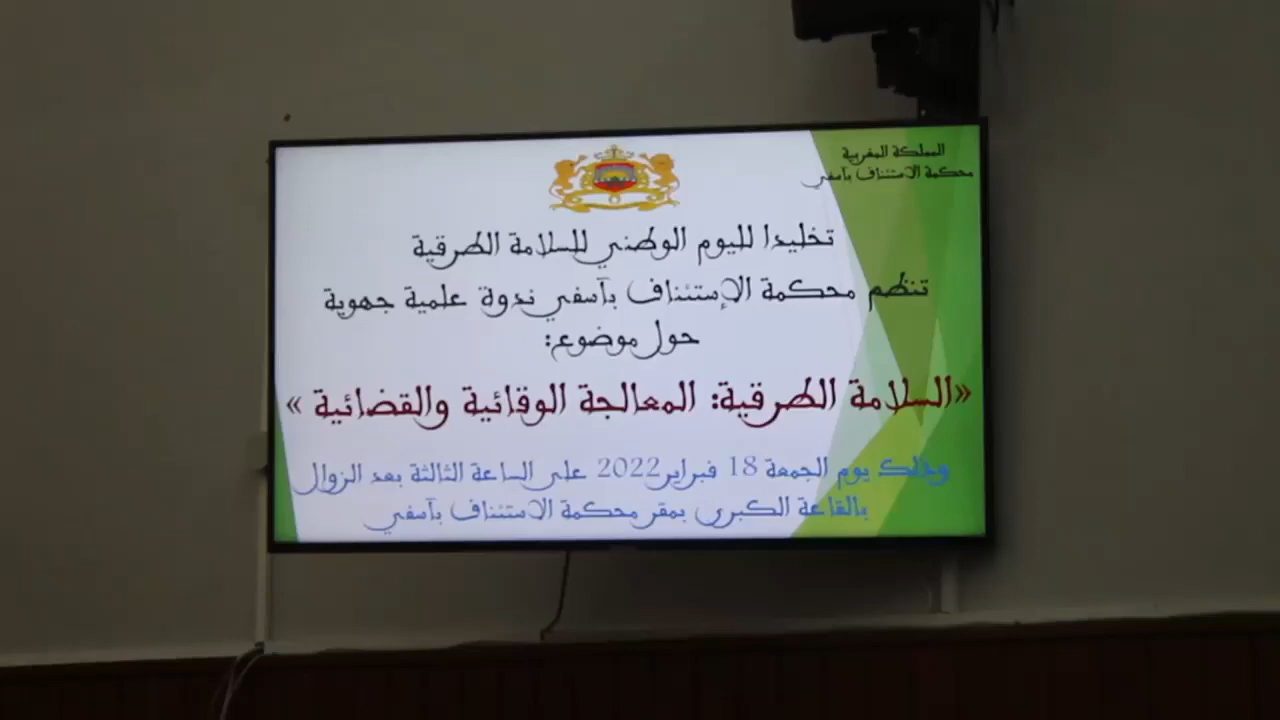 المملكة المغربية
محكمة الاستئناف بآسفي
تخليدا لليوم الوطني للسلامة الطرقية
تنظم محكمة الإستئناف بآسفي ندوة علمية جهوية
حول موضوع:
«السلامة الطرقية: المعالجة الوقائية والقضائية »
وذلك يوم الجمعة 18 فبراير2022 على الساعة الثالثة بعد الزوال
بالقاعة الكبرى بمقر محكمة الاستئناف بآسفي